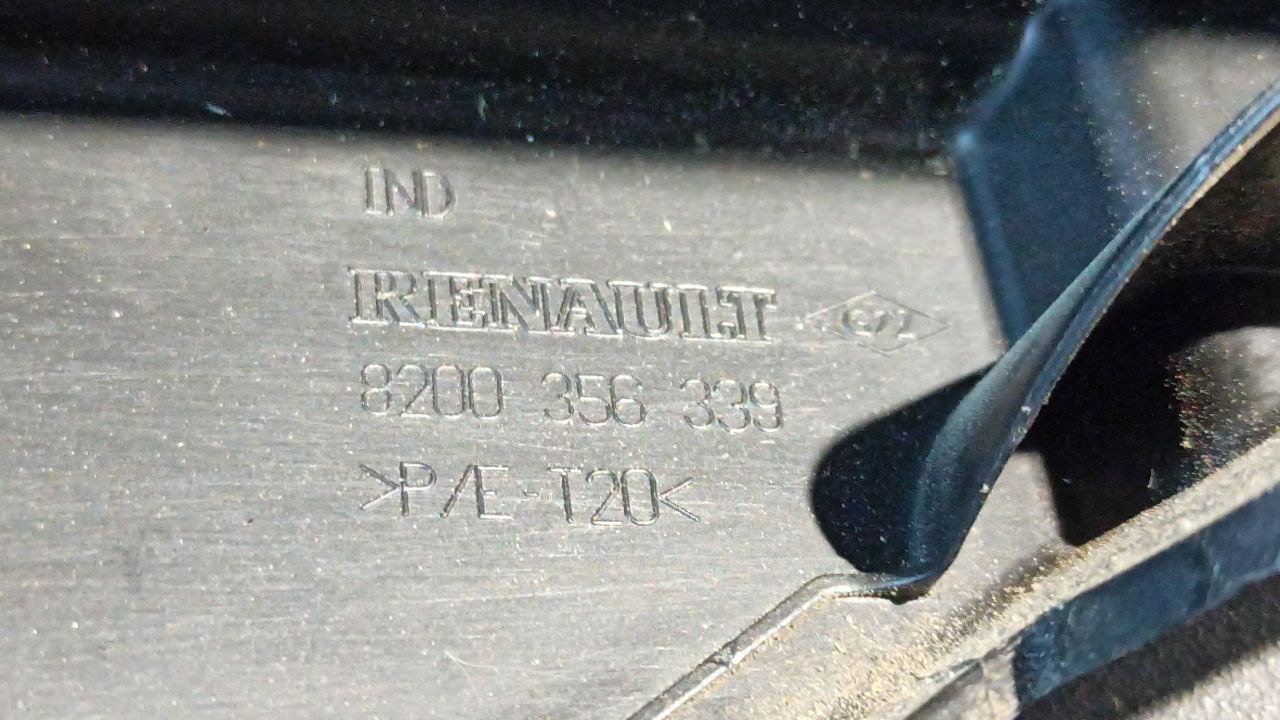 IND
RENAULT
8200 356 339
>P/E-T20<